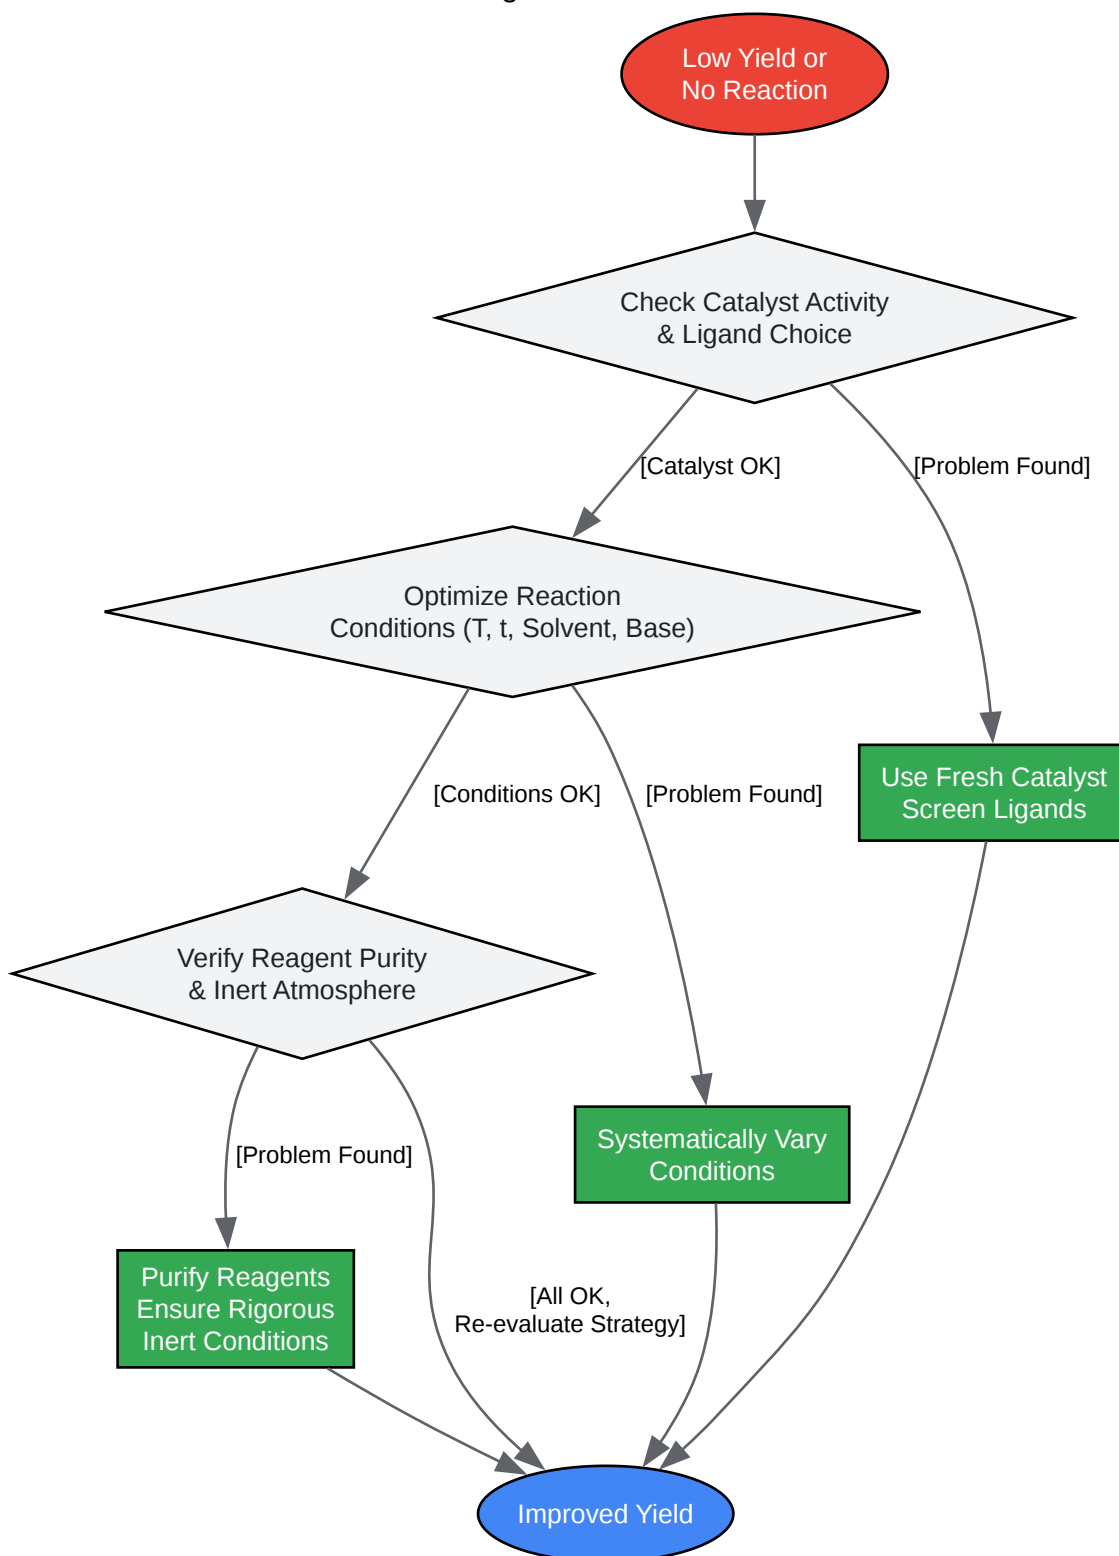 Low Yield or
No Reaction
Check Catalyst Activity
& Ligand Choice
[Catalyst OK]
[Problem Found]
Optimize Reaction
Conditions (T, t, Solvent, Base)
[Conditions OK]
[Problem Found]
Use Fresh Catalyst
Screen Ligands
Verify Reagent Purity
& Inert Atmosphere
[Problem Found]
Systematically Vary
Conditions
Purify Reagents
Ensure Rigorous
Inert Conditions
[All OK,
Re-evaluate Strategy]
Improved Yield